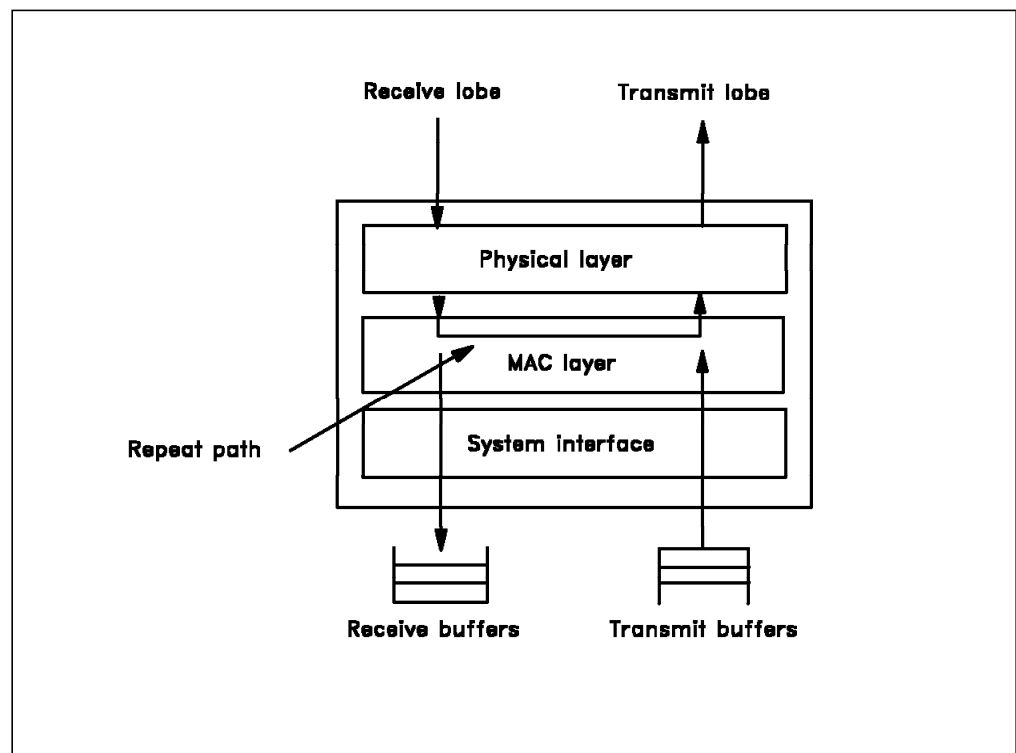 Receive lobe
Transmit lobe
Physical layer
MAC layer
Repeat path
System interface
Receive buffers
Transmit buffers